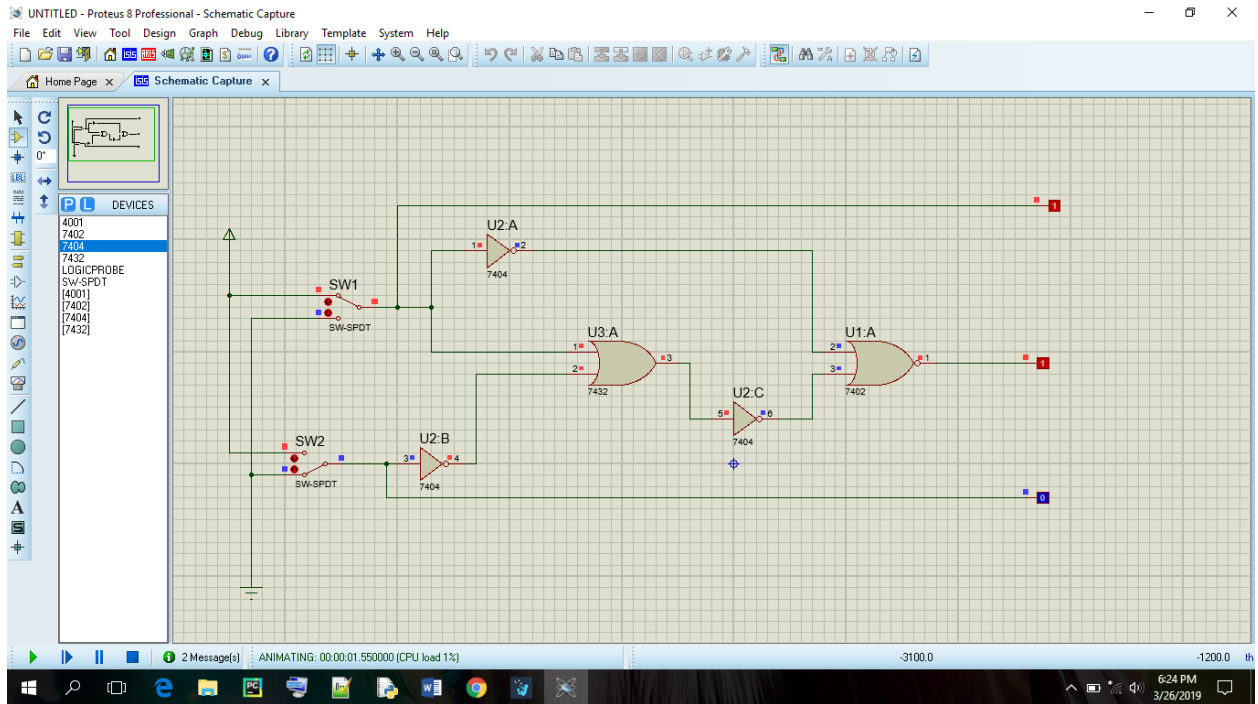 UNTITLED - Proteus 8 Professional - Schematic Capture
File Edit View Tool Design Graph Debug Library Template System Help
Home Page x
ISIS Schematic Capture x
0°
LBL
P L DEVICES
4001
7402
7404
7432
LOGICPROBE
SW-SPDT
[4001]
[7402]
[7404]
[7432]
A
S
1
U2:A
1 2
7404
SW1
SW-SPDT
U3:A
1
2
3
7432
U1:A
2
3
1
7402
1
U2:C
5 6
7404
SW2
SW-SPDT
U2:B
3 4
7404
0
2 Message(s) ANIMATING: 00:00:01.550000 (CPU load 1%) -3100.0 -1200.0 th
PC
6:24 PM
3/26/2019